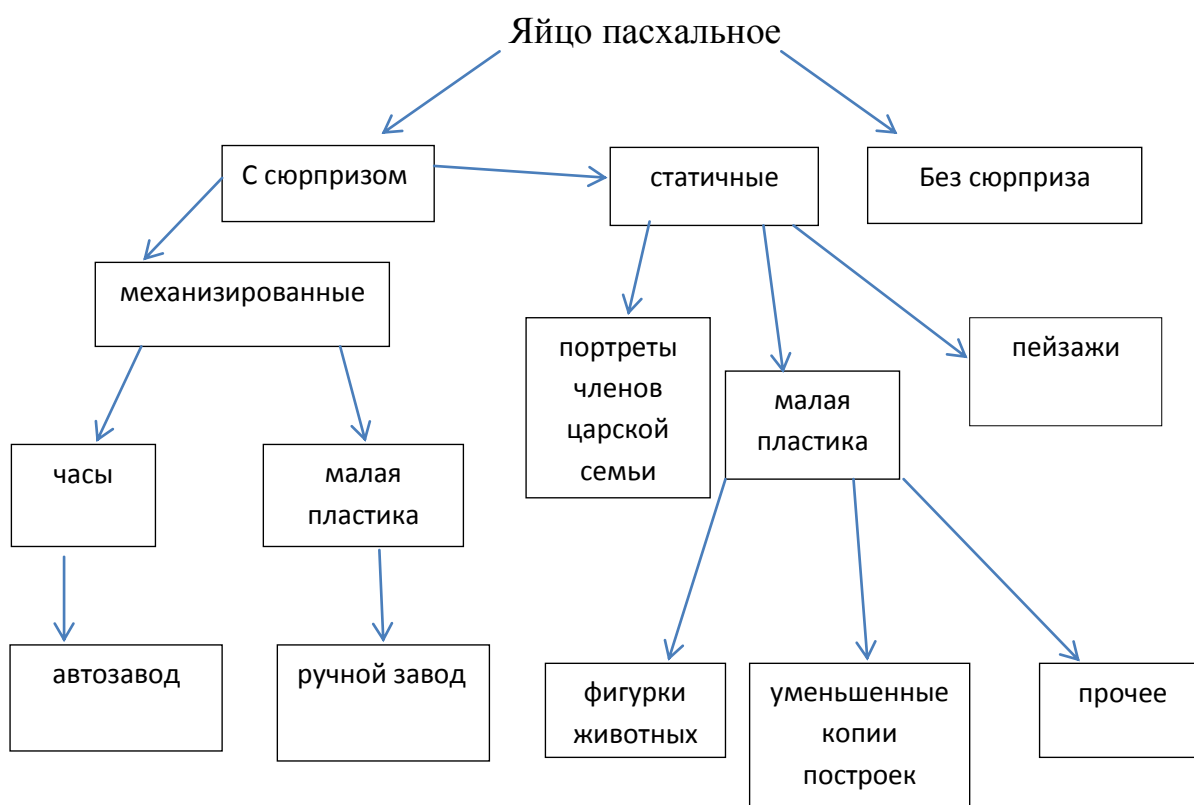 Яйцо пасхальное
С сюрпризом
статичные
Без сюрприза
механизированные
портреты
членов
царской
семьи
малая
пластика
пейзажи
часы
малая
пластика
автозавод
ручной завод
фигурки
животных
уменьшенные
копии
построек
прочее